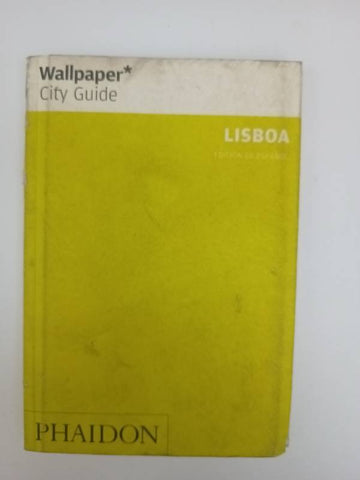 Wallpaper*
City Guide
LISBOA
EDICIÓN EN ESPAÑOL
PHAIDON